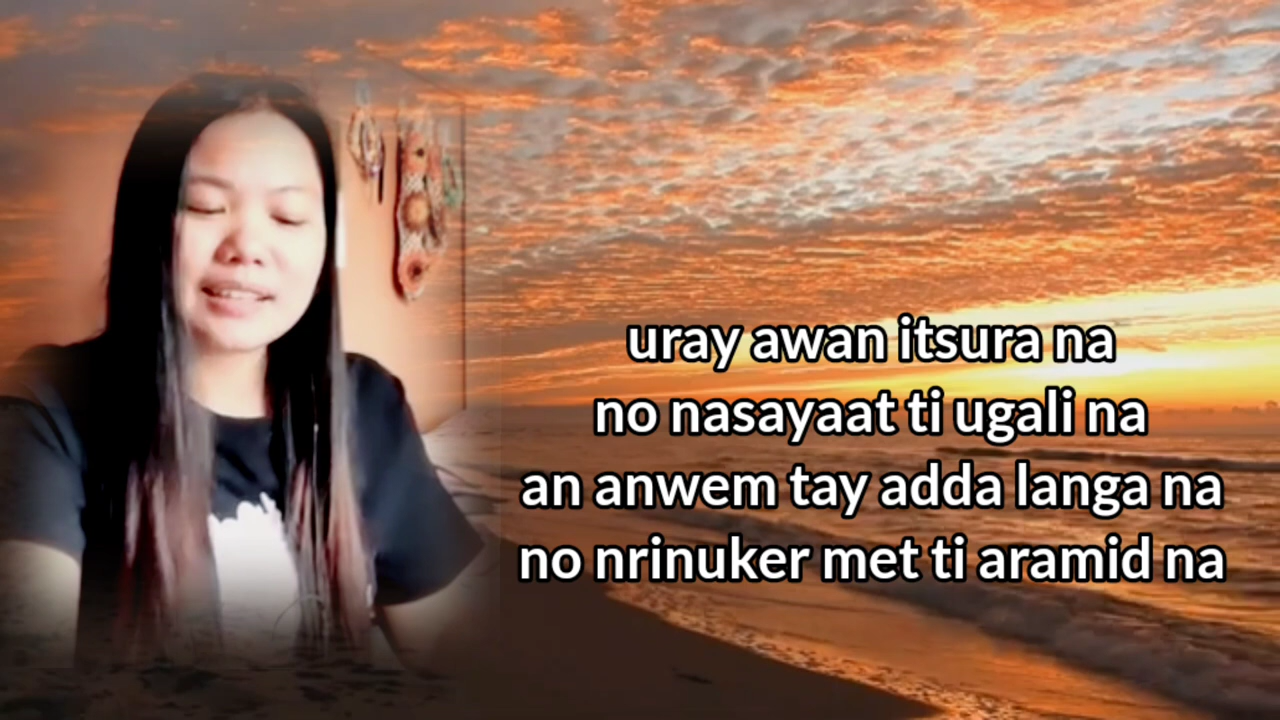 uray awan itsura na
no nasayaat ti ugali na
an anwem tay adda langa na
no nrinuker met ti aramid na